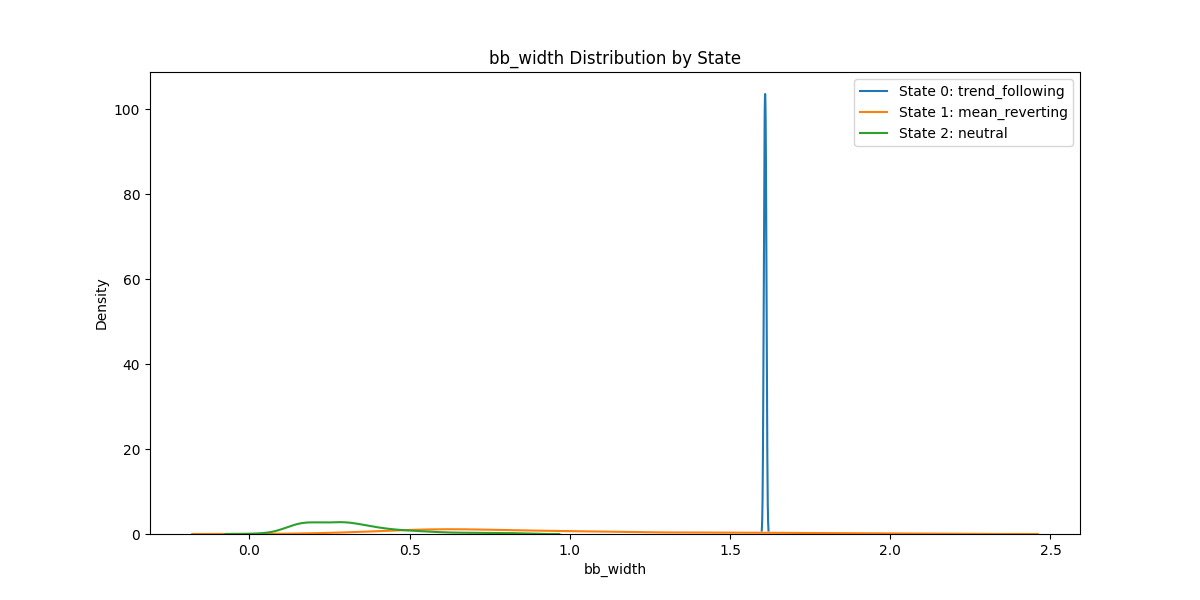 bb_width Distribution by State
State 0: trend_following
State 1: mean_reverting
State 2: neutral
Density
100
80
60
40
20
0
0.0
0.5
1.0
1.5
2.0
2.5
bb_width